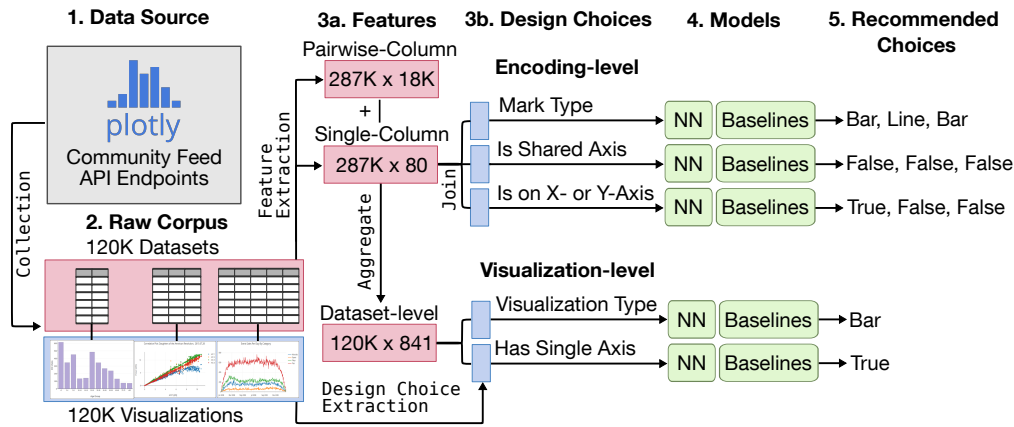 1. Data Source
plotly
Community Feed
API Endpoints
Collection
2. Raw Corpus
120K Datasets
120K Visualizations
Feature
Extraction
Design Choice
Extraction
3a. Features
Pairwise-Column
287K x 18K
+
Single-Column
287K x 80
Aggregate
Dataset-level
120K x 841
Join
3b. Design Choices
Encoding-level
Mark Type
Is Shared Axis
Is on X- or Y-Axis
Visualization-level
Visualization Type
Has Single Axis
4. Models
NN Baselines
NN Baselines
NN Baselines
NN Baselines
NN Baselines
5. Recommended
Choices
Bar, Line, Bar
False, False, False
True, False, False
Bar
True